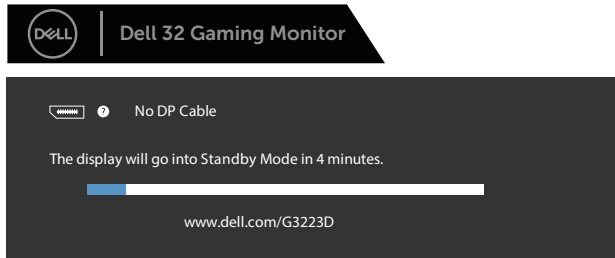 DELL
Dell 32 Gaming Monitor
? No DP Cable
The display will go into Standby Mode in 4 minutes.
www.dell.com/G3223D